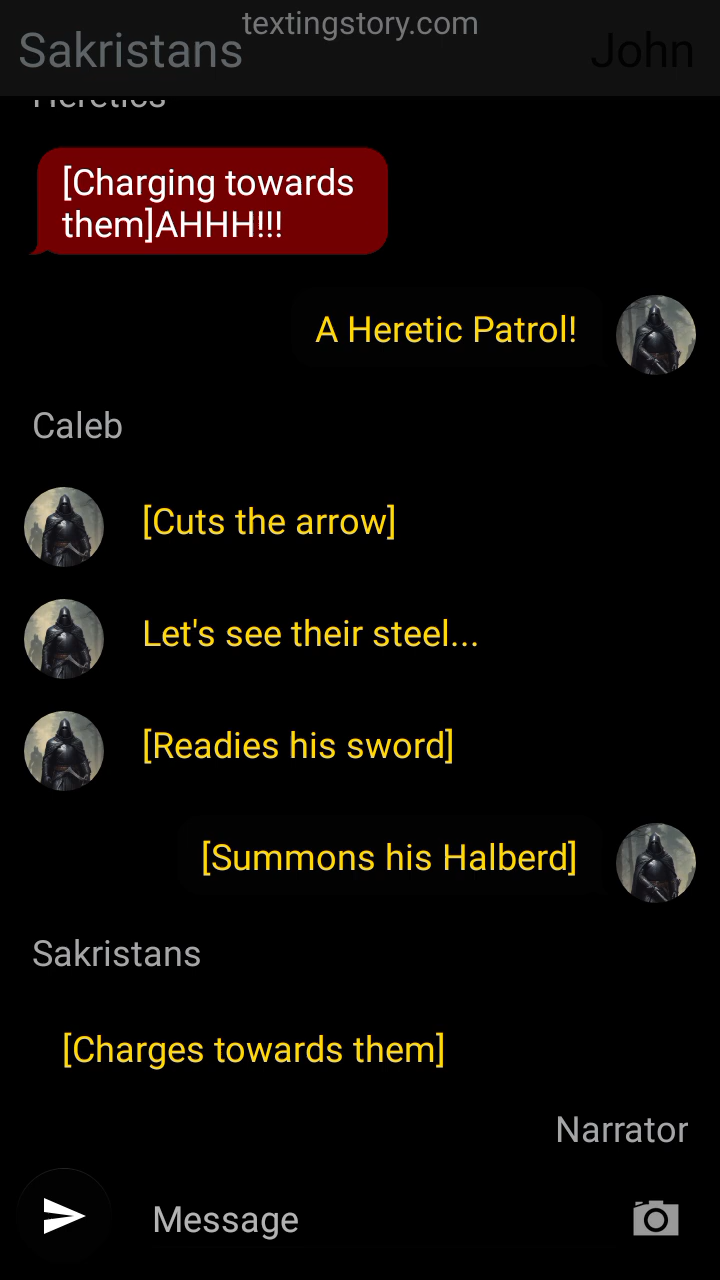 textingstory.com
Sakristans
John
Heretics
[Charging towards
them]AHHH!!!
A Heretic Patrol!
Caleb
[Cuts the arrow]
Let's see their steel...
[Readies his sword]
[Summons his Halberd]
Sakristans
[Charges towards them]
Narrator
Message